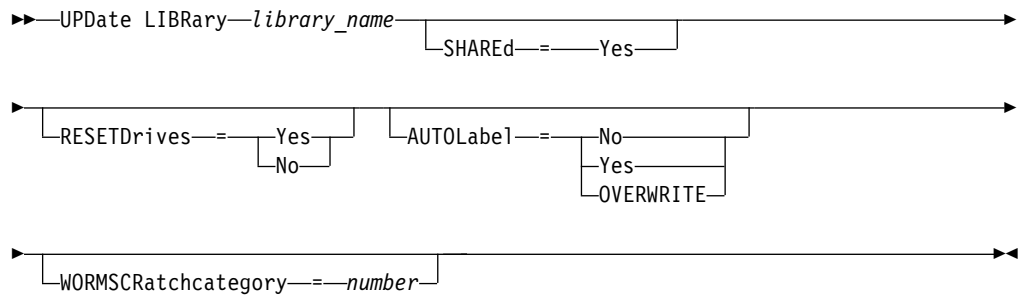 UPDate LIBRary library_name
SHAREd = Yes
RESETDrives = Yes AUTOLabel = No
No Yes
OVERWRITE
WORMSCRatchcategory = number